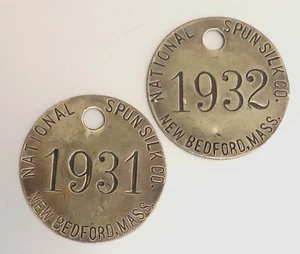 NATIONAL SPUN SILK CO.
1932
NEW BEDFORD, MASS.
NATIONAL SPUN SILK CO.
1931
NEW BEDFORD, MASS.